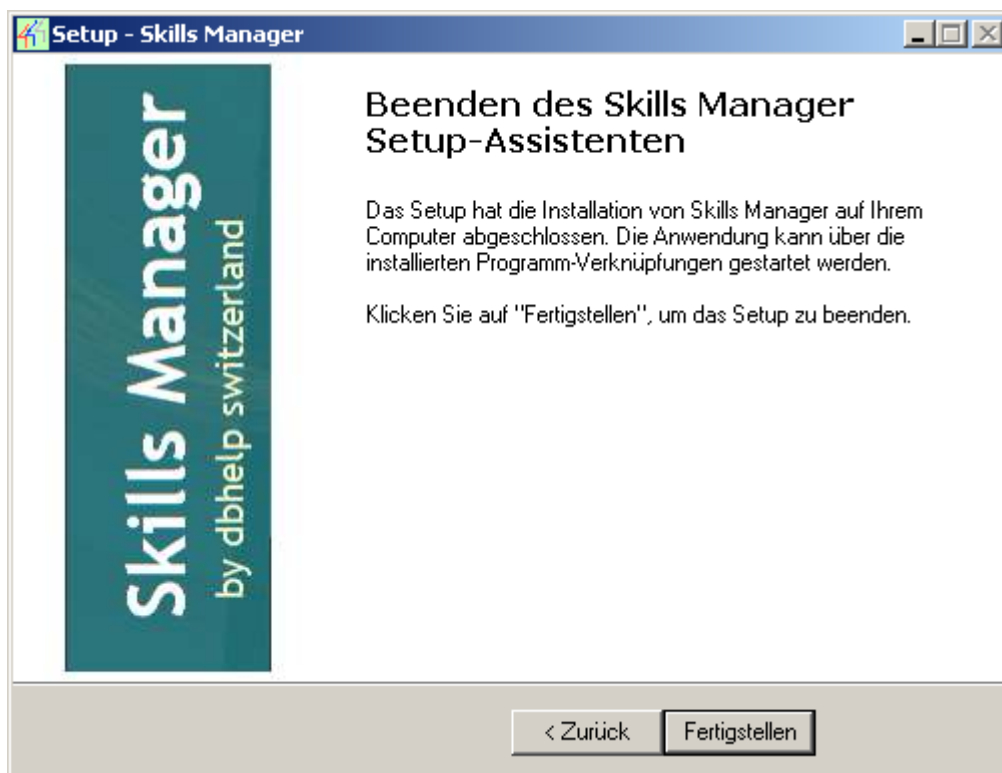 Setup - Skills Manager
Skills Manager
by dbhelp switzerland
Beenden des Skills Manager
Setup-Assistenten
Das Setup hat die Installation von Skills Manager auf Ihrem
Computer abgeschlossen. Die Anwendung kann über die
installierten Programm-Verknüpfungen gestartet werden.
Klicken Sie auf "Fertigstellen", um das Setup zu beenden.
< Zurück
Fertigstellen